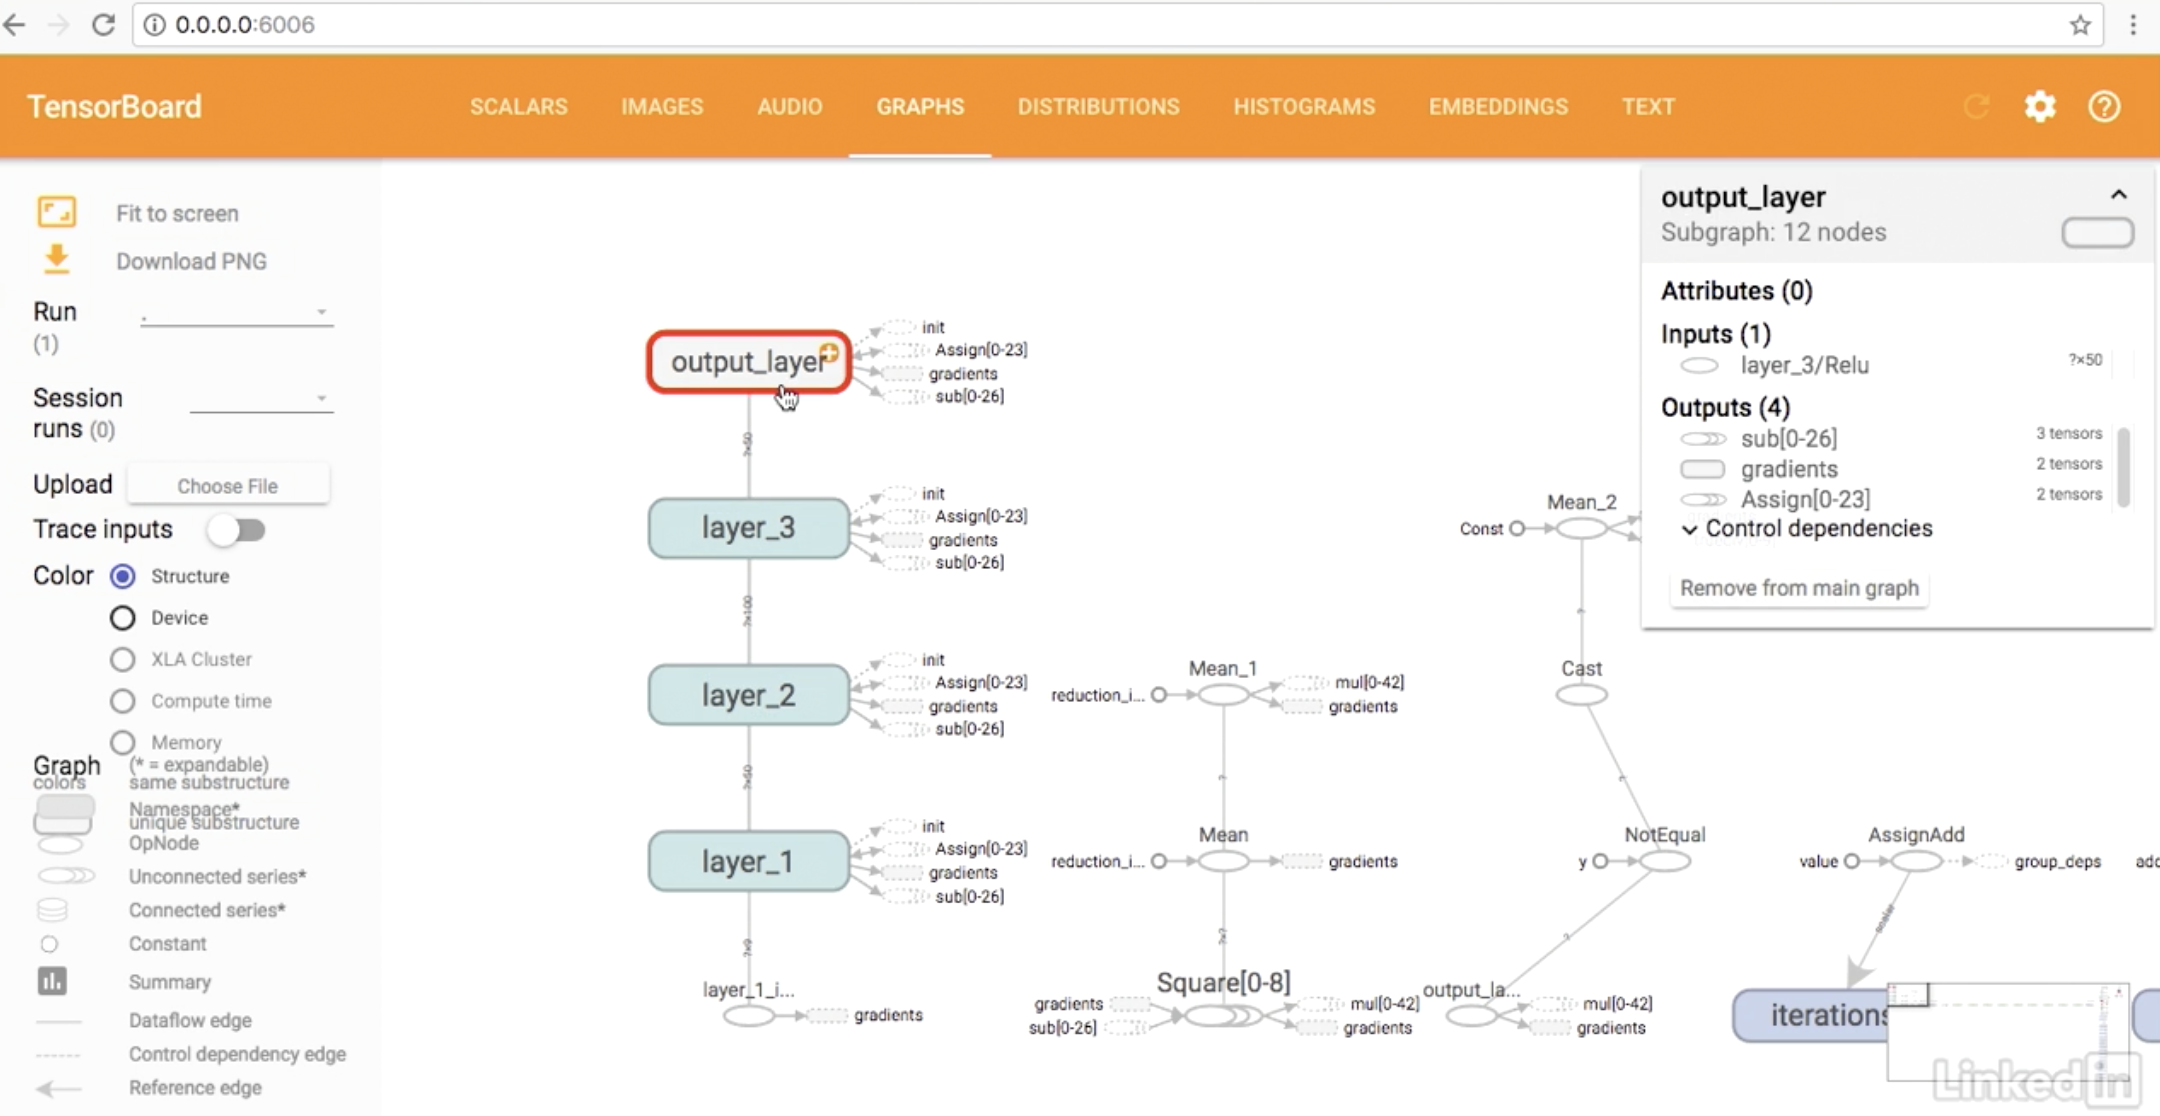 0.0.0.0:6006
TensorBoard
SCALARS
IMAGES
AUDIO
GRAPHS
DISTRIBUTIONS
HISTOGRAMS
EMBEDDINGS
TEXT
Fit to screen
Download PNG
Run
(1)
.
Session
runs (0)
Upload
Choose File
Trace inputs
Color
Structure
Device
XLA Cluster
Compute time
Memory
Graph
(* = expandable)
colors
same substructure
Namespace*
unique substructure
OpNode
Unconnected series*
Connected series*
Constant
Summary
Dataflow edge
Control dependency edge
Reference edge
output_layer
init
Assign[0-23]
gradients
sub[0-26]
?×50
layer_3
init
Assign[0-23]
gradients
sub[0-26]
?×100
layer_2
init
Assign[0-23]
gradients
sub[0-26]
?×50
layer_1
init
Assign[0-23]
gradients
sub[0-26]
?×9
layer_1_i...
gradients
Mean_1
reduction_i...
mul[0-42]
gradients
?
Mean
reduction_i...
gradients
?×?
Square[0-8]
gradients
sub[0-26]
mul[0-42]
gradients
Mean_2
Const
?
Cast
?
NotEqual
y
?
output_la...
mul[0-42]
gradients
AssignAdd
value
group_deps
adc
scalar
iterations
output_layer
Subgraph: 12 nodes
Attributes (0)
Inputs (1)
layer_3/Relu
?×50
Outputs (4)
sub[0-26]
3 tensors
gradients
2 tensors
Assign[0-23]
2 tensors
Control dependencies
Remove from main graph
Linked in